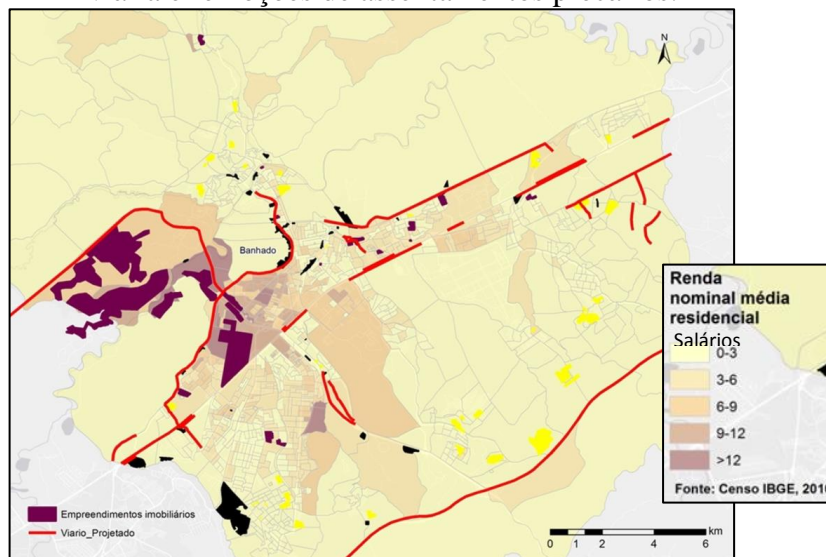 N
Banhado
Renda
nominal média
residencial
Salários
0-3
3-6
6-9
9-12
>12
Fonte: Censo IBGE, 2010
Empreendimentos imobiliários
Viario_Projetado
km
0 1 2 4 6